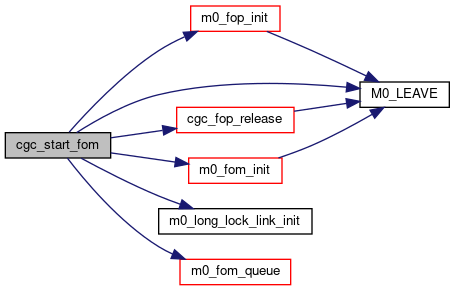 m0_fop_init
M0_LEAVE
cgc_fop_release
cgc_start_fom
m0_fom_init
m0_long_lock_link_init
m0_fom_queue